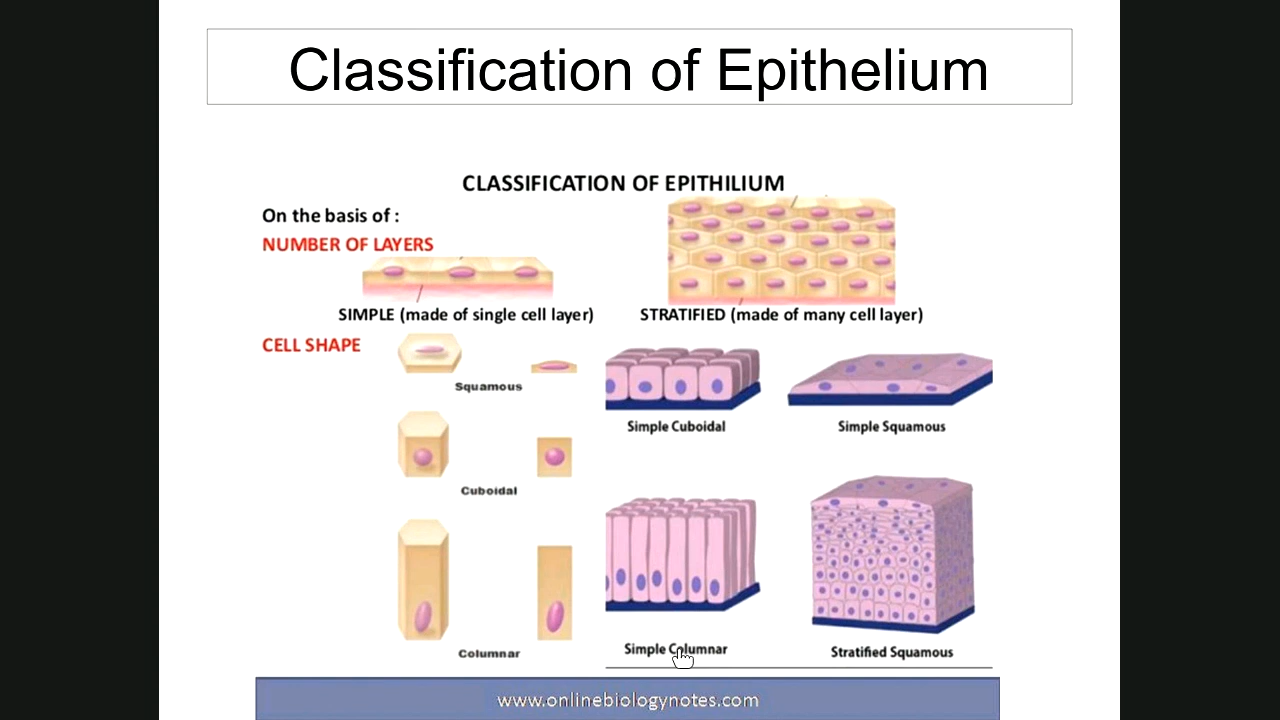 Classification of Epithelium
CLASSIFICATION OF EPITHILIUM
On the basis of :
NUMBER OF LAYERS
SIMPLE (made of single cell layer)
STRATIFIED (made of many cell layer)
CELL SHAPE
Squamous
Simple Cuboidal
Simple Squamous
Cuboidal
Columnar
Simple Columnar
Stratified Squamous
www.onlinebiologynotes.com